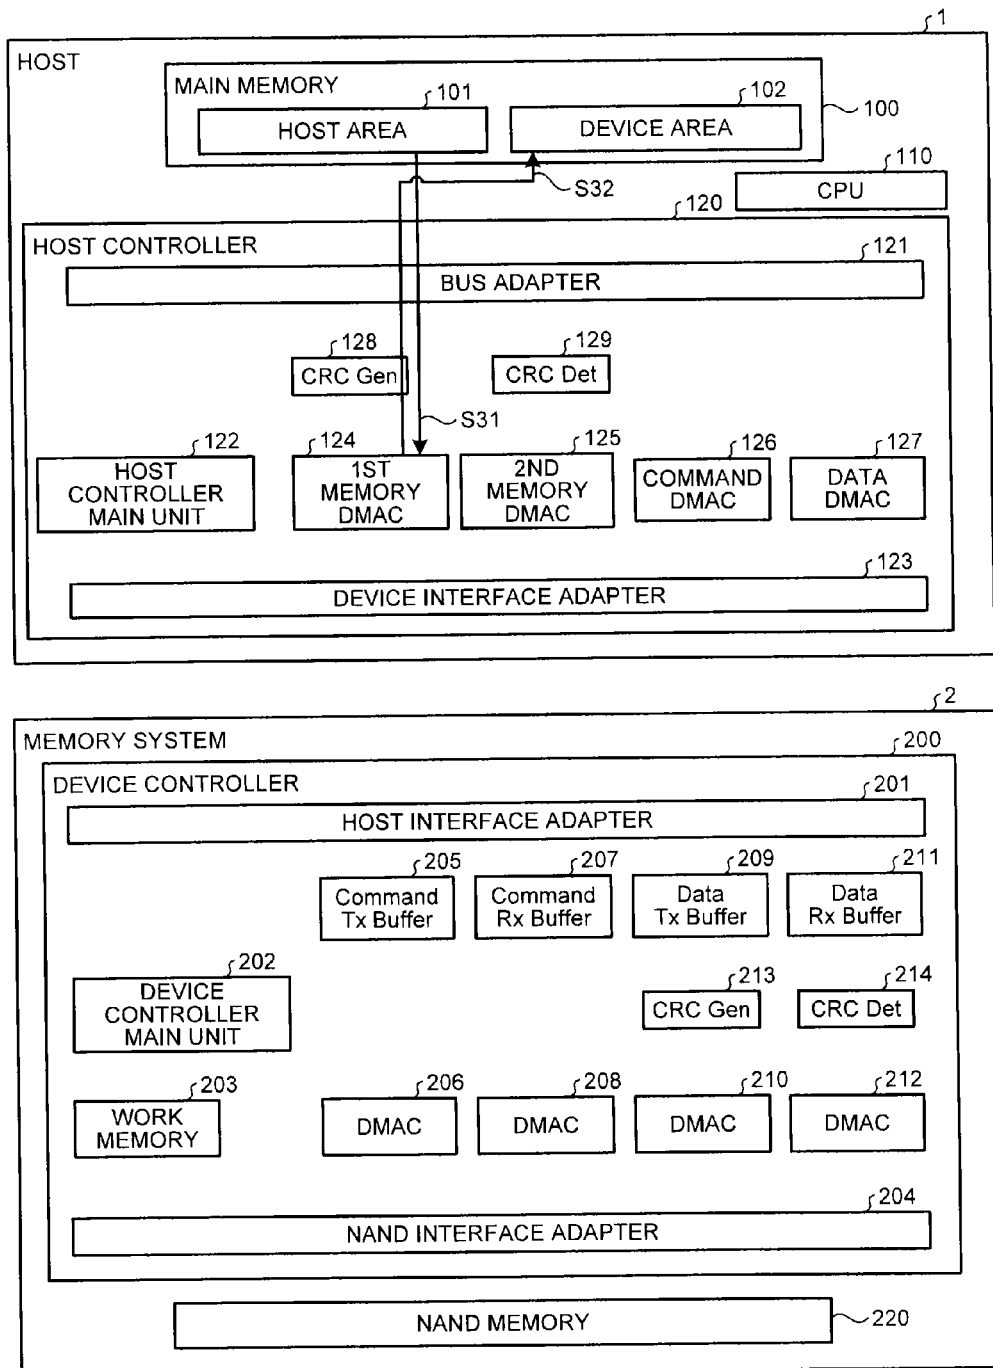 1
HOST
MAIN MEMORY
101
102
HOST AREA
DEVICE AREA
100
110
S32
CPU
120
HOST CONTROLLER
121
BUS ADAPTER
128
129
CRC Gen
CRC Det
S31
122
124
125
126
127
HOST
CONTROLLER
MAIN UNIT
1ST
MEMORY
DMAC
2ND
MEMORY
DMAC
COMMAND
DMAC
DATA
DMAC
123
DEVICE INTERFACE ADAPTER
2
MEMORY SYSTEM
200
DEVICE CONTROLLER
201
HOST INTERFACE ADAPTER
205
207
209
211
Command
Tx Buffer
Command
Rx Buffer
Data
Tx Buffer
Data
Rx Buffer
202
213
214
DEVICE
CONTROLLER
MAIN UNIT
CRC Gen
CRC Det
203
206
208
210
212
WORK
MEMORY
DMAC
DMAC
DMAC
DMAC
204
NAND INTERFACE ADAPTER
NAND MEMORY
220